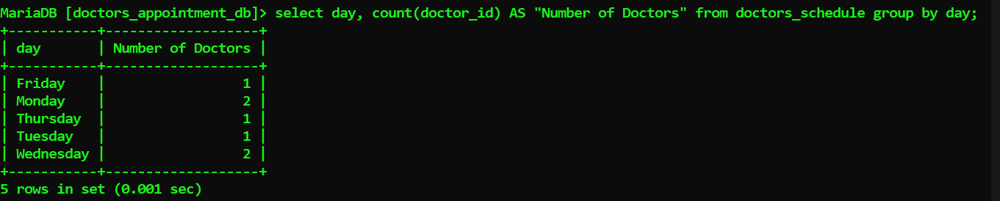 MariaDB [doctors_appointment_db]> select day, count(doctor_id) AS "Number of Doctors" from doctors_schedule group by day;
+-----------+-------------------+
| day       | Number of Doctors |
+-----------+-------------------+
| Friday    |                 1 |
| Monday    |                 2 |
| Thursday  |                 1 |
| Tuesday   |                 1 |
| Wednesday |                 2 |
+-----------+-------------------+
5 rows in set (0.001 sec)